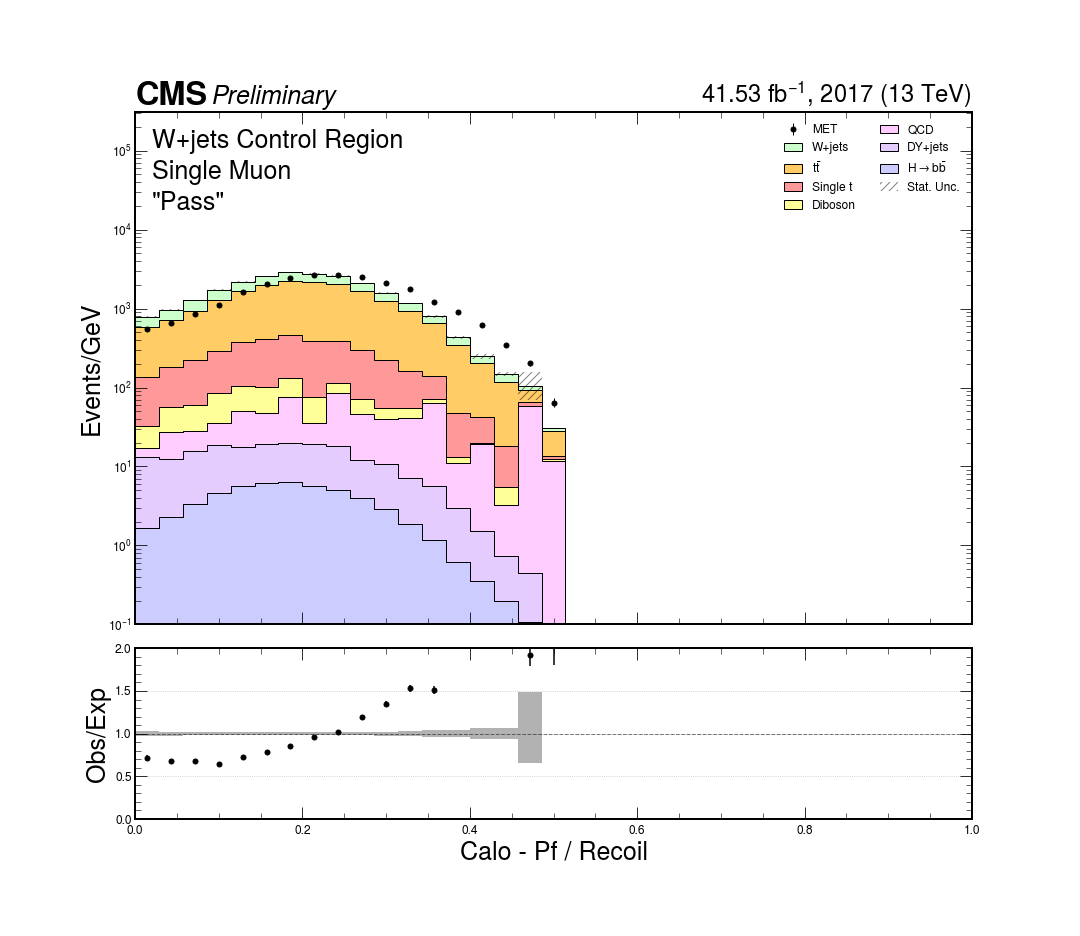 CMS Preliminary
41.53 fb⁻¹, 2017 (13 TeV)
W+jets Control Region
Single Muon
"Pass"
MET
W+jets
tt̄
Single t
Diboson
QCD
DY+jets
H→bb̄
Stat. Unc.
Events/GeV
10⁵
10⁴
10³
10²
10¹
10⁰
10⁻¹
Obs/Exp
2.0
1.5
1.0
0.5
0.0
0.0 0.2 0.4 0.6 0.8 1.0
Calo - Pf / Recoil